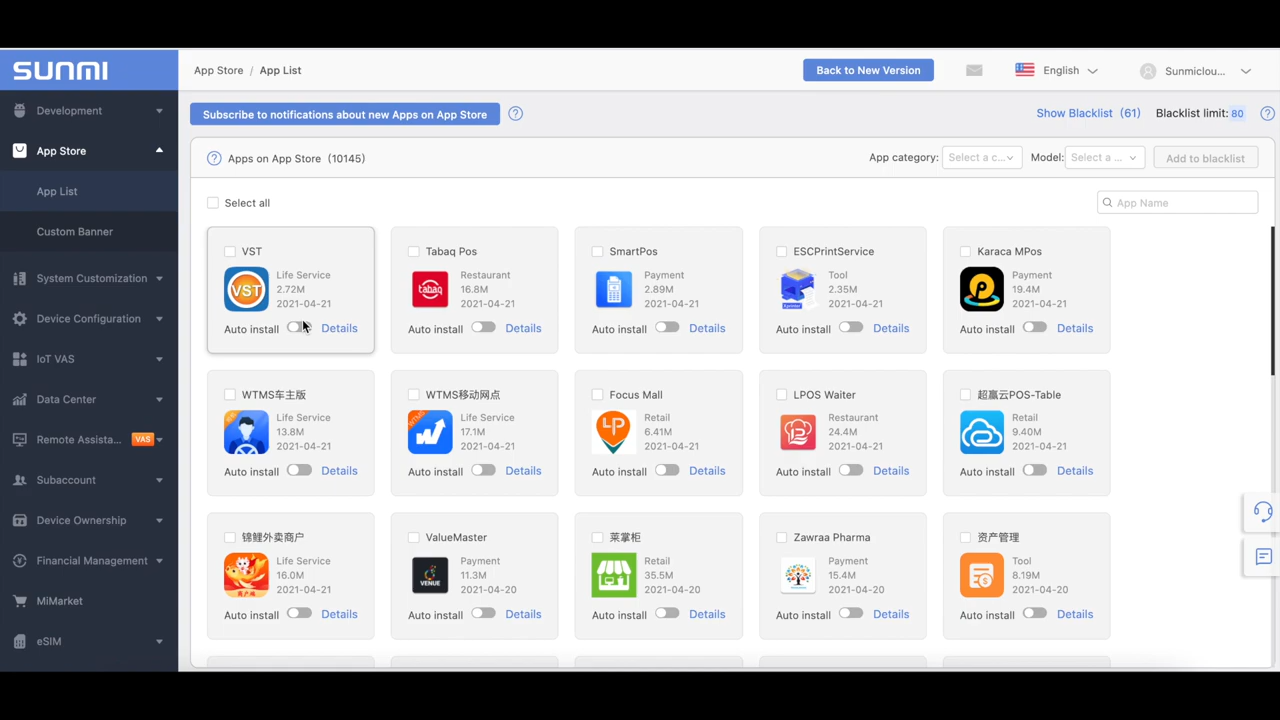 SUNMI
App Store / App List
Back to New Version
English
Sunmiclou...
Development
App Store
App List
Custom Banner
System Customization
Device Configuration
IoT VAS
Data Center
Remote Assista... VAS
Subaccount
Device Ownership
Financial Management
MiMarket
eSIM
Subscribe to notifications about new Apps on App Store ?
Show Blacklist (61) Blacklist limit: 80 ?
? Apps on App Store (10145)
App category: Select a c... Model: Select a ... Add to blacklist
Select all
App Name
VST
VST
Life Service
2.72M
2021-04-21
Auto install Details
Tabaq Pos
tabaq
Restaurant
16.8M
2021-04-21
Auto install Details
SmartPos
Payment
2.89M
2021-04-21
Auto install Details
ESCPrintService
Xprinter
Tool
2.35M
2021-04-21
Auto install Details
Karaca MPos
Payment
19.4M
2021-04-21
Auto install Details
WTMS车主版
Life Service
13.8M
2021-04-21
Auto install Details
WTMS移动网点
WTMS
Life Service
17.1M
2021-04-21
Auto install Details
Focus Mall
LP
Retail
6.41M
2021-04-21
Auto install Details
LPOS Waiter
Restaurant
24.4M
2021-04-21
Auto install Details
超赢云POS-Table
Retail
9.40M
2021-04-21
Auto install Details
锦鲤外卖商户
商户端
Life Service
16.0M
2021-04-21
Auto install Details
ValueMaster
VENUE
Payment
11.3M
2021-04-20
Auto install Details
莱掌柜
Retail
35.5M
2021-04-20
Auto install Details
Zawraa Pharma
Payment
15.4M
2021-04-20
Auto install Details
资产管理
Tool
8.19M
2021-04-20
Auto install Details